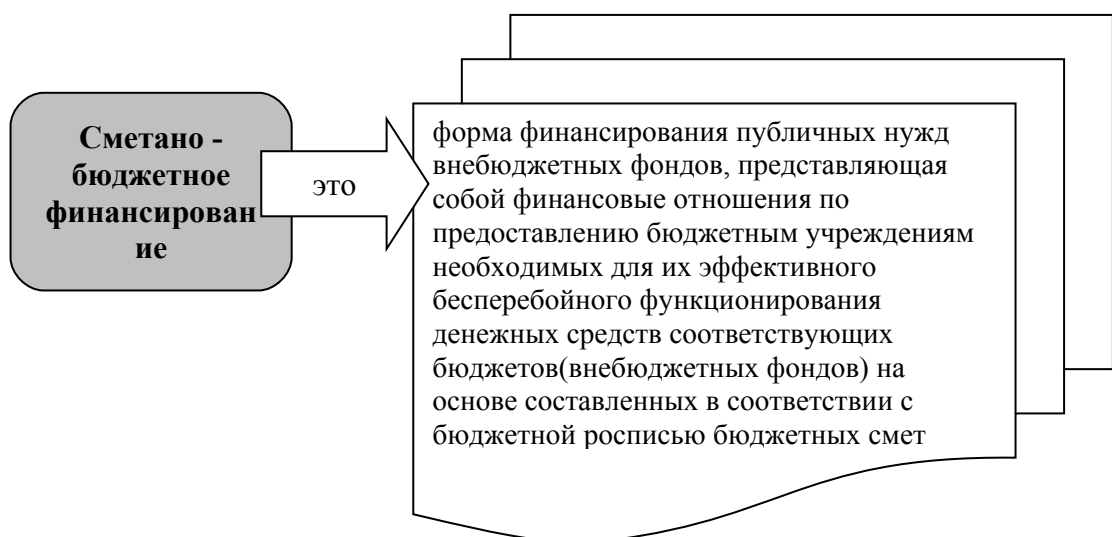 Сметано -
бюджетное
финансирован
ие
это
форма финансирования публичных нужд
внебюджетных фондов, представляющая
собой финансовые отношения по
предоставлению бюджетным учреждениям
необходимых для их эффективного
бесперебойного функционирования
денежных средств соответствующих
бюджетов(внебюджетных фондов) на
основе составленных в соответствии с
бюджетной росписью бюджетных смет